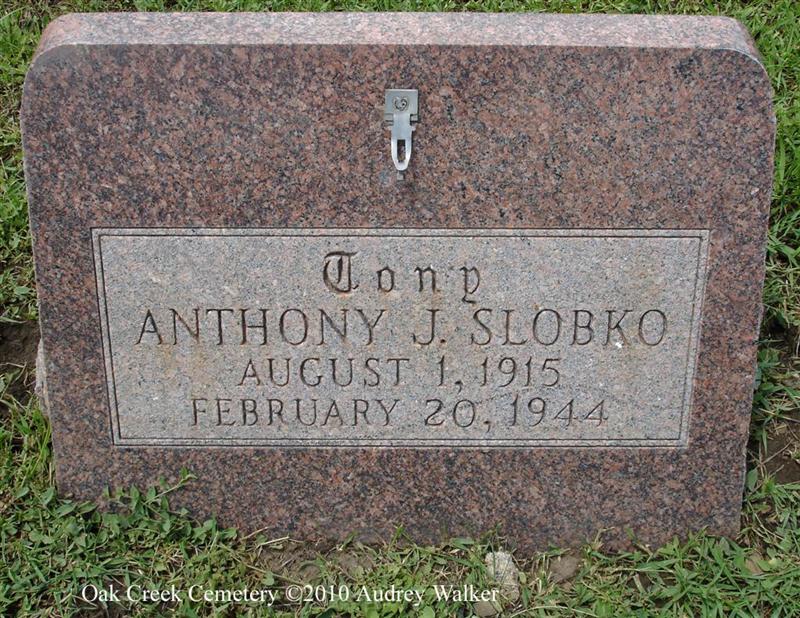 Tony
ANTHONY J. SLOBKO
AUGUST 1, 1915
FEBRUARY 20, 1944
Oak Creek Cemetery ©2010 Audrey Walker